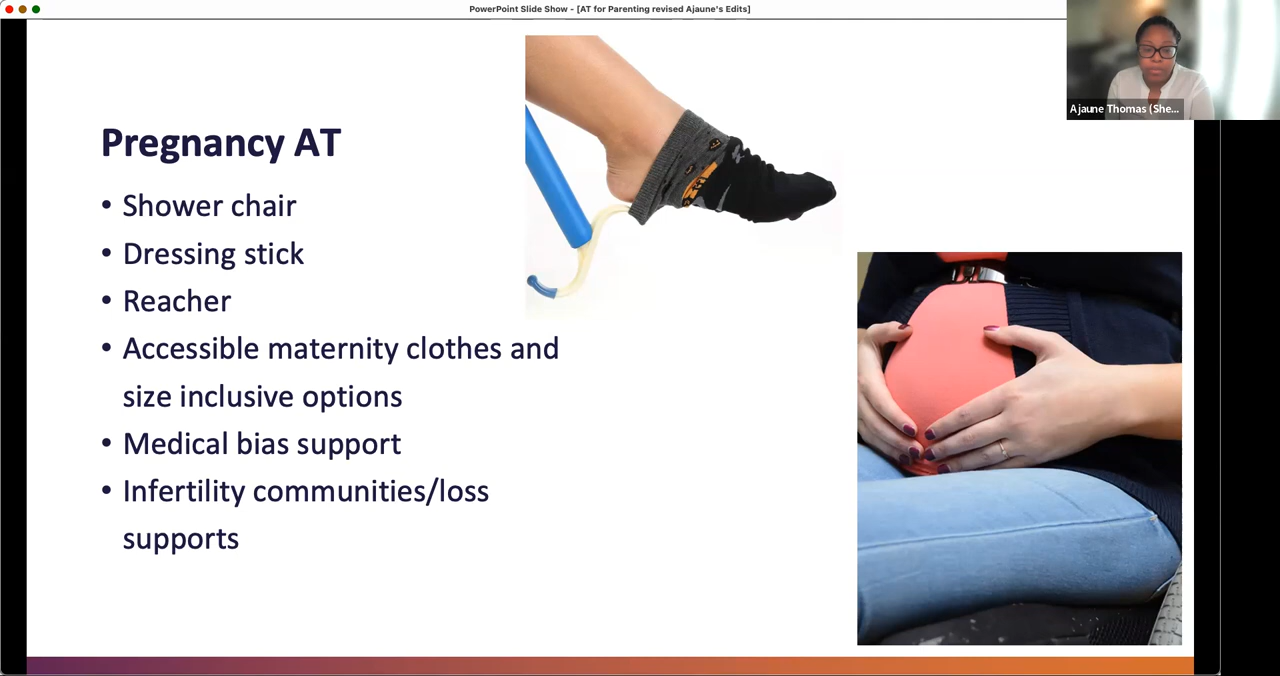 PowerPoint Slide Show - [AT for Parenting revised Ajaune's Edits]
Ajaune Thomas (She...
Pregnancy AT
• Shower chair
• Dressing stick
• Reacher
• Accessible maternity clothes and
size inclusive options
• Medical bias support
• Infertility communities/loss
supports